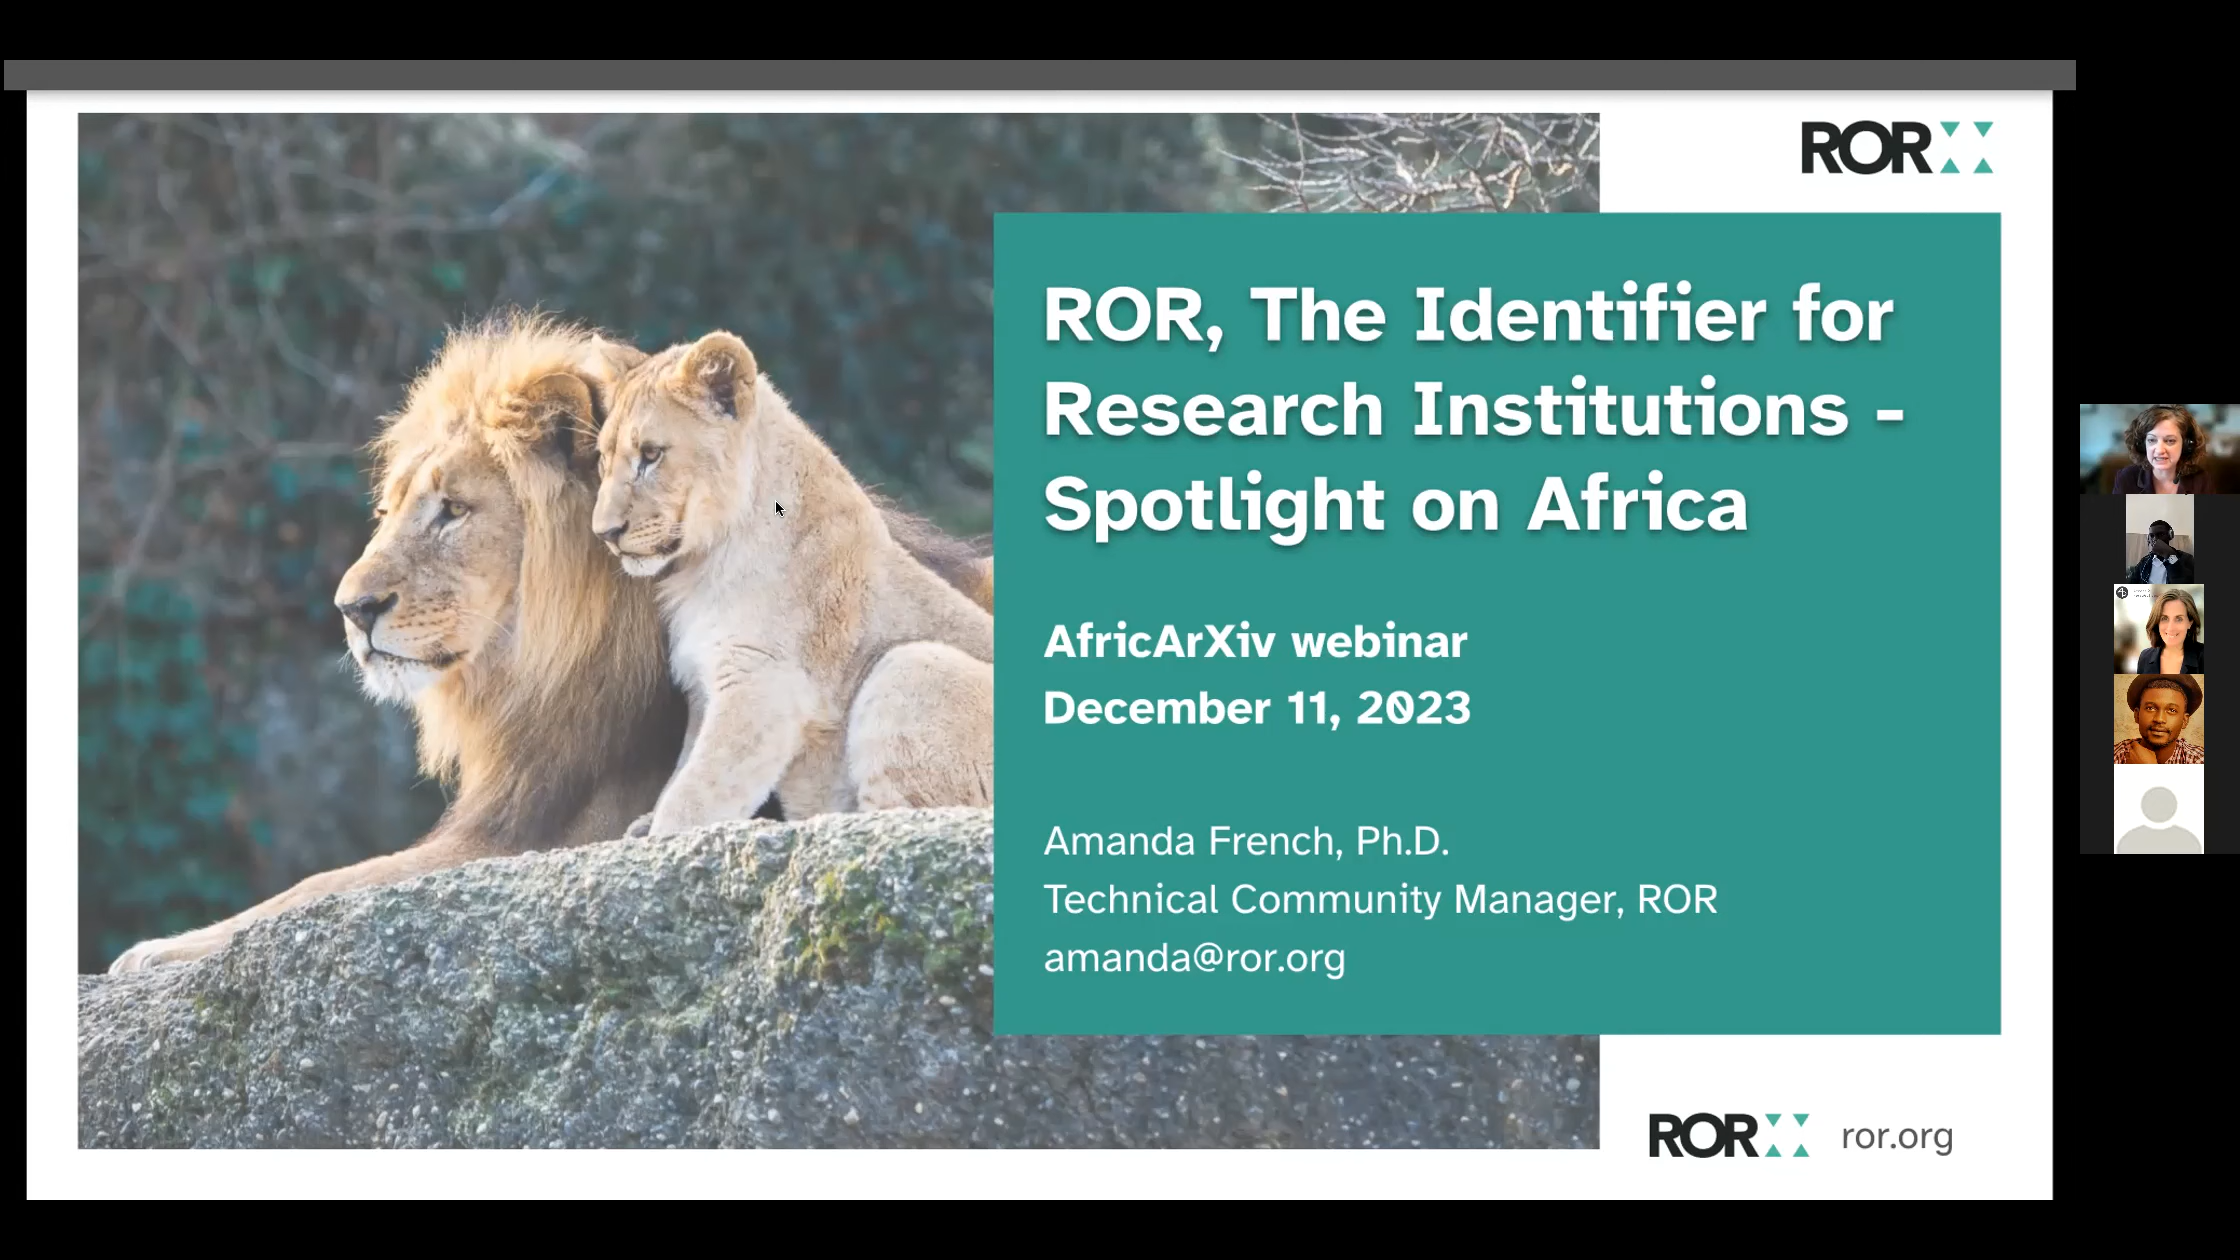 ROR
ROR, The Identifier for
Research Institutions -
Spotlight on Africa
AfricArXiv webinar
December 11, 2023
Amanda French, Ph.D.
Technical Community Manager, ROR
amanda@ror.org
ROR ror.org